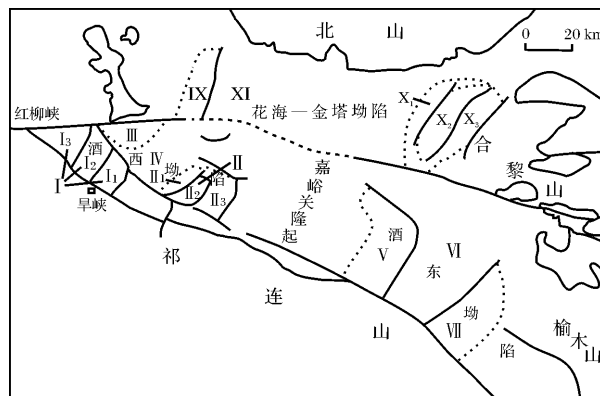 北山
0 20 km
红柳峡
Ⅸ Ⅺ
花海—金塔坳陷
X₁
X₂
X₃
合黎山
Ⅲ
I₃
酒西坳陷
Ⅳ
I₂
I₁
I
Ⅱ
Ⅱ₁
Ⅱ₂
Ⅱ₃
旱峡
嘉峪关隆起
酒东坳陷
Ⅴ
Ⅵ
Ⅶ
祁连山
榆木山